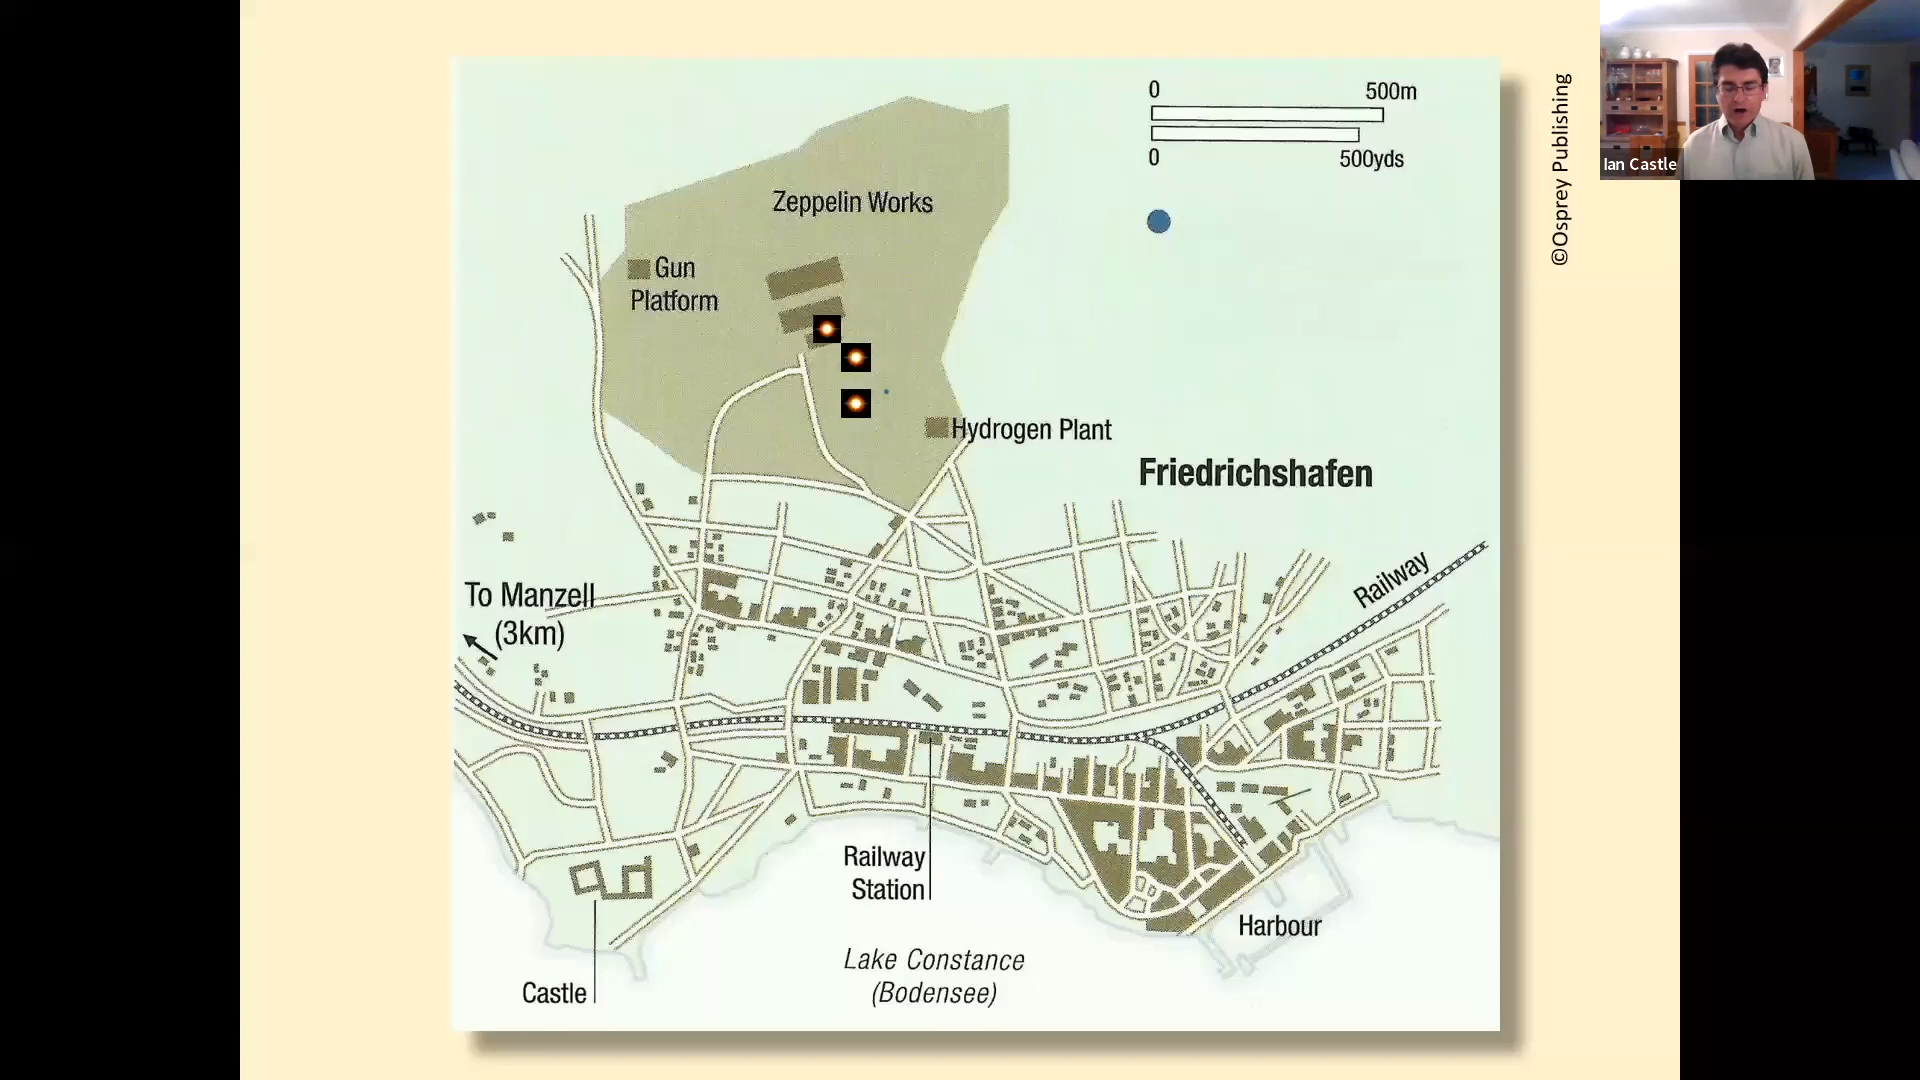 0 500m
0 500yds
©Osprey Publishing
Ian Castle
Zeppelin Works
Gun
Platform
Hydrogen Plant
Friedrichshafen
Railway
To Manzell
(3km)
Railway
Station
Harbour
Lake Constance
(Bodensee)
Castle